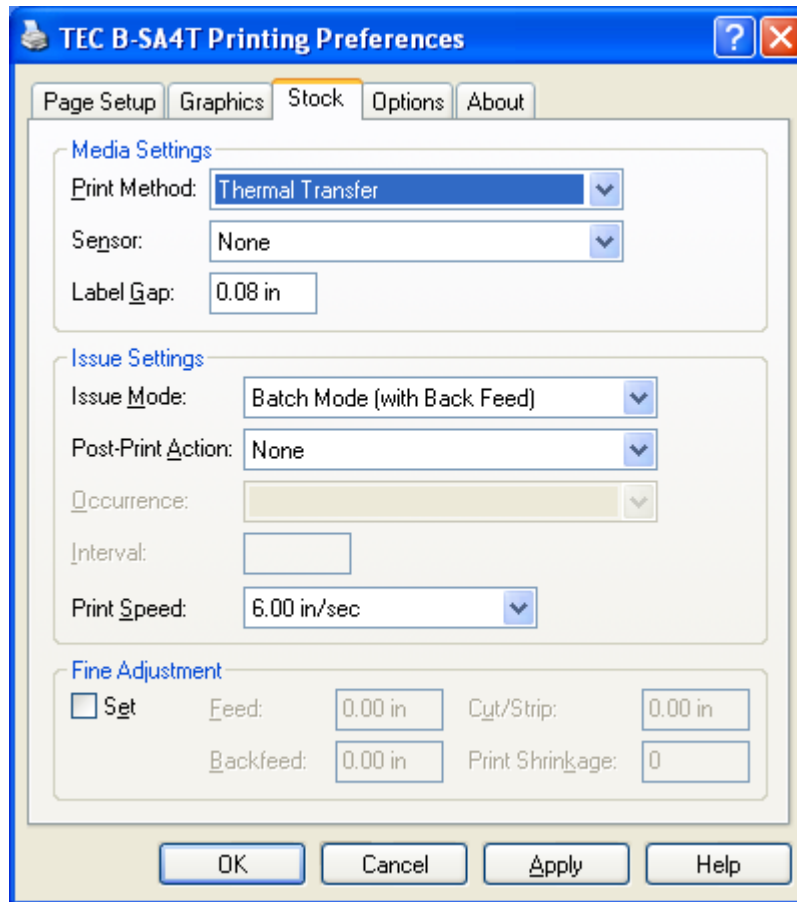 TEC B-SA4T Printing Preferences
Page Setup Graphics Stock Options About
Media Settings
Print Method: Thermal Transfer
Sensor: None
Label Gap: 0.08 in
Issue Settings
Issue Mode: Batch Mode (with Back Feed)
Post-Print Action: None
Occurrence:
Interval:
Print Speed: 6.00 in/sec
Fine Adjustment
Set Feed: 0.00 in Cut/Strip: 0.00 in
Backfeed: 0.00 in Print Shrinkage: 0
OK Cancel Apply Help